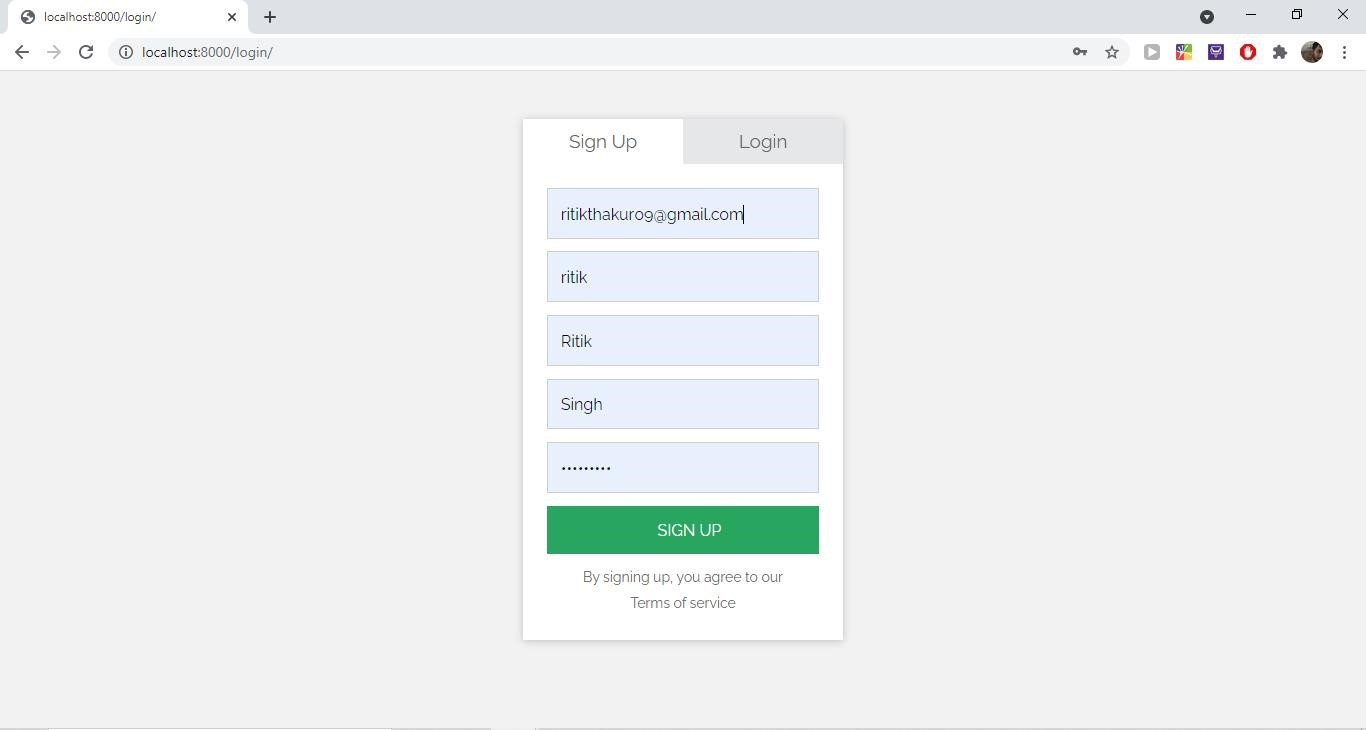 localhost:8000/login/
localhost:8000/login/
Sign Up
Login
ritikthakur09@gmail.com
ritik
Ritik
Singh
•••••••••
SIGN UP
By signing up, you agree to our
Terms of service